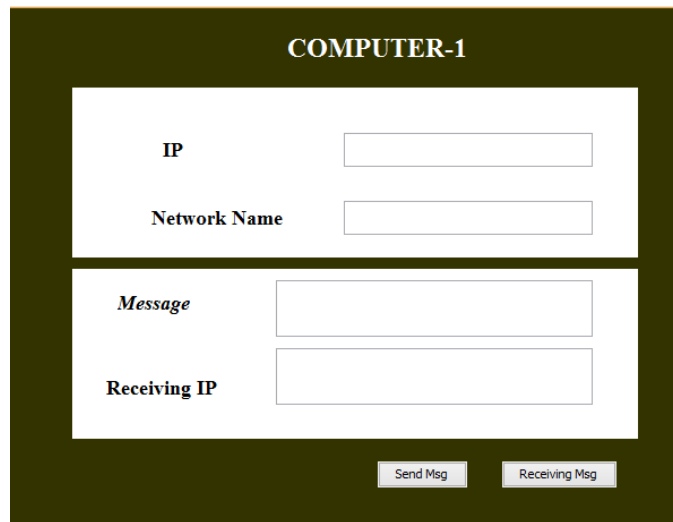 COMPUTER-1
IP
Network Name
Message
Receiving IP
Send Msg
Receiving Msg